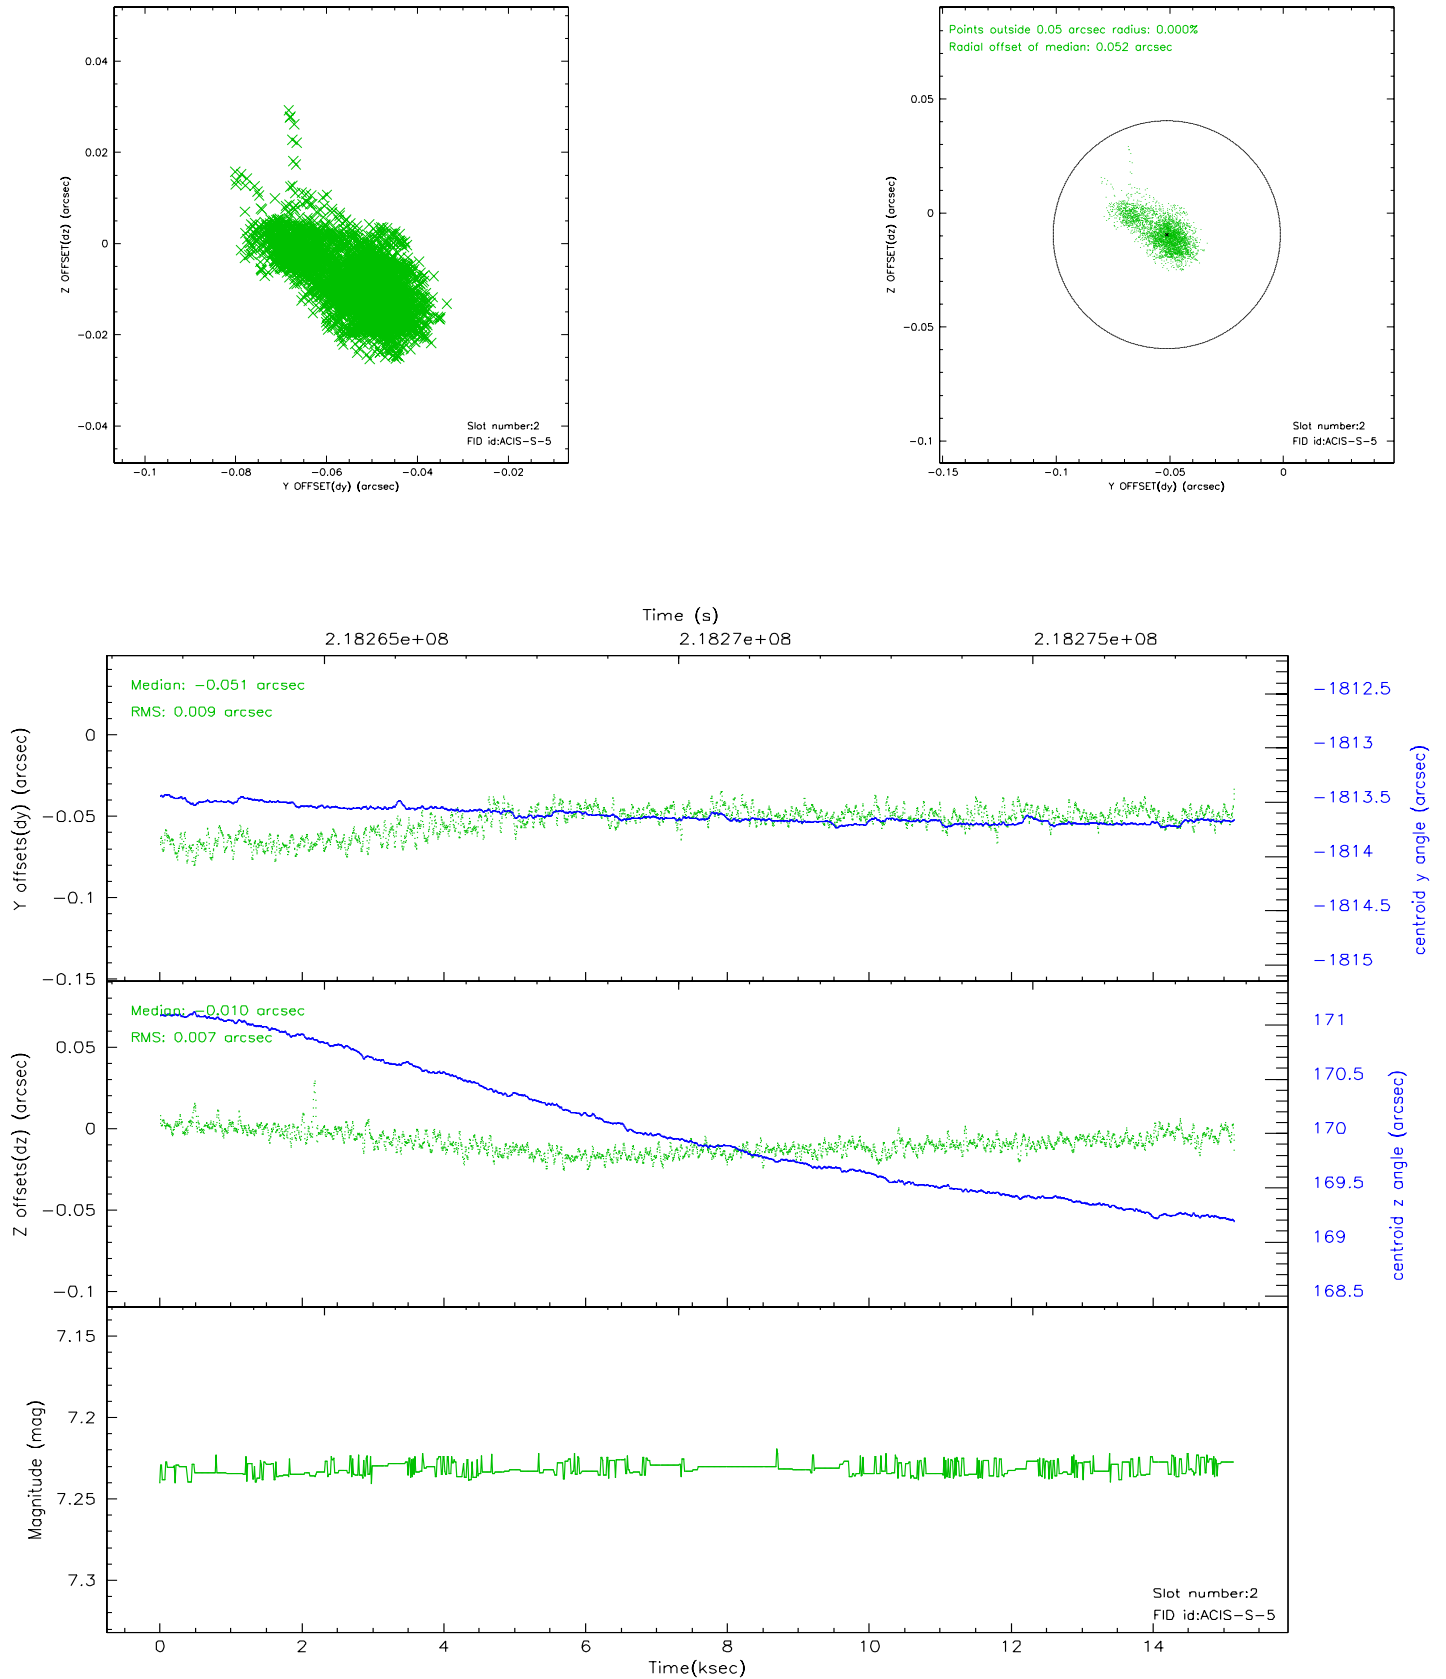 0.04
0.02
0
−0.02
−0.04
Z OFFSET(dz) (arcsec)
−0.1
−0.08
−0.06
−0.04
−0.02
Y OFFSET(dy) (arcsec)
Slot number:2
FID id:ACIS−S−5
Points outside 0.05 arcsec radius: 0.000%
Radial offset of median: 0.052 arcsec
0.05
0
−0.05
−0.1
Z OFFSET(dz) (arcsec)
−0.15
−0.1
−0.05
0
Y OFFSET(dy) (arcsec)
Slot number:2
FID id:ACIS−S−5
Time (s)
2.18265e+08
2.1827e+08
2.18275e+08
Median: −0.051 arcsec
RMS: 0.009 arcsec
0
−0.05
−0.1
−0.15
Y offsets(dy) (arcsec)
−1812.5
−1813
−1813.5
−1814
−1814.5
−1815
centroid y angle (arcsec)
Median: −0.010 arcsec
RMS: 0.007 arcsec
0.05
0
−0.05
−0.1
Z offsets(dz) (arcsec)
171
170.5
170
169.5
169
168.5
centroid z angle (arcsec)
7.15
7.2
7.25
7.3
Magnitude (mag)
Slot number:2
FID id:ACIS−S−5
0
2
4
6
8
10
12
14
Time(ksec)